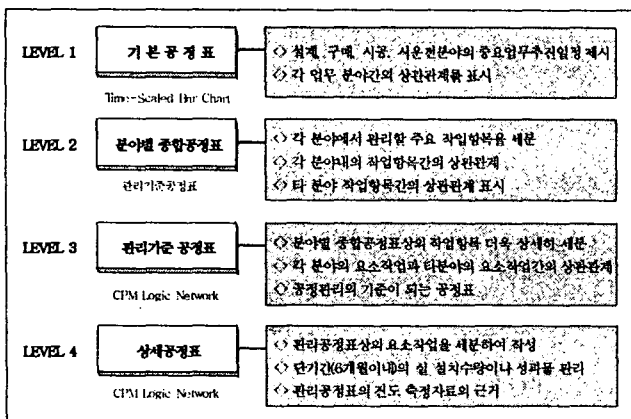 LEVEL 1
기 본 공 정 표
Time-Scaled Bar Chart
◇ 설계, 구매, 시공, 시운전분야의 중요업무추진일정 제시
◇ 각 업무 분야간의 상관관계를 표시
LEVEL 2
분야별 종합공정표
관리기준공정표
◇ 각 분야에서 관리할 주요 작업항목을 세분
◇ 각 분야내의 작업항목간의 상관관계
◇ 타 분야 작업항목간의 상관관계 표시
LEVEL 3
관리기준 공정표
CPM Logic Network
◇ 분야별 종합공정표상의 작업항목 더욱 상세히 세분
◇ 각 분야의 요소작업과 타분야의 요소작업간의 상관관계
◇ 공정관리의 기준이 되는 공정표
LEVEL 4
상세공정표
CPM Logic Network
◇ 관리공정표상의 요소작업을 세분하여 작성
◇ 단기간(6개월이내)의 실 설치수량이나 성과를 관리
◇ 관리공정표의 진도 측정자료의 근거